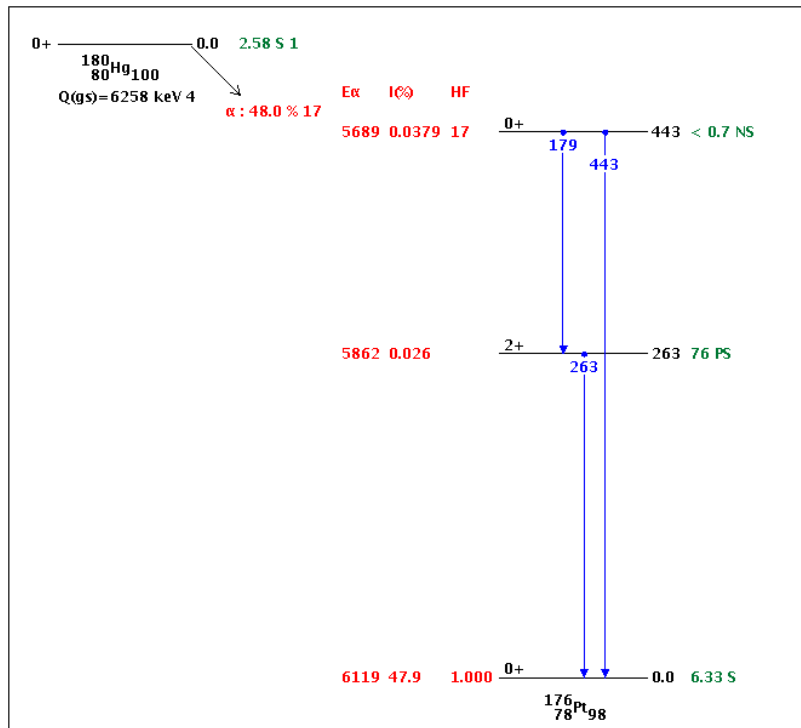 0+ 0.0 2.58 S 1
180
80Hg100
Q(gs)=6258 keV 4
α : 48.0 % 17
Eα I(%) HF
5689 0.0379 17 0+ 443 < 0.7 NS
179
443
5862 0.026 2+ 263 76 PS
263
6119 47.9 1.000 0+ 0.0 6.33 S
176
78Pt98